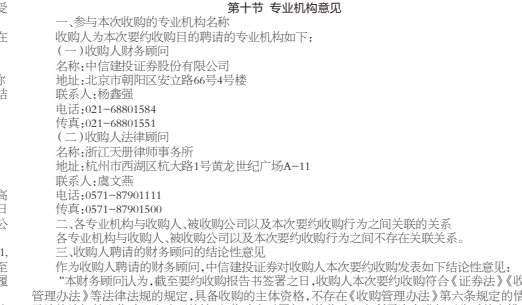 第十节 专业机构意见
一、参与本次收购的专业机构名称
收购人为本次要约收购目的聘请的专业机构如下：
（一）收购人财务顾问
名称：中信建投证券股份有限公司
地址：北京市朝阳区安立路66号4号楼
联系人：杨鑫强
电话：021-68801584
传真：021-68801551
（二）收购人法律顾问
名称：浙江天册律师事务所
地址：杭州市西湖区杭大路1号黄龙世纪广场A-11
联系人：虞文燕
电话：0571-87901111
传真：0571-87901500
二、各专业机构与收购人、被收购公司以及本次要约收购行为之间关联的关系
各专业机构与收购人、被收购公司以及本次要约收购行为之间不存在关联关系。
三、收购人聘请的财务顾问的结论性意见
作为收购人聘请的财务顾问，中信建投证券对收购人本次要约收购发表如下结论性意见：
“本财务顾问认为，截至要约收购报告书签署之日，收购人本次要约收购符合《证券法》《收
管理办法》等法律法规的规定，具备收购的主体资格，不存在《收购管理办法》第六条规定的情